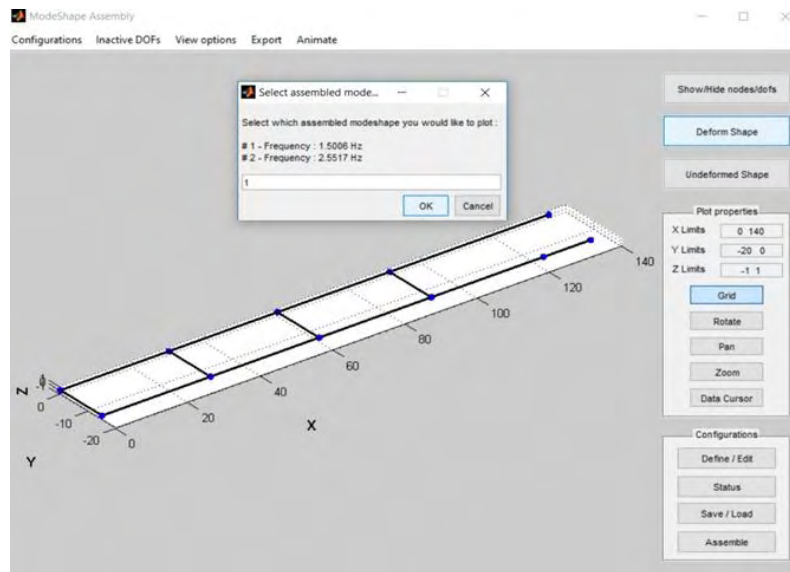 ModeShape Assembly
Configurations Inactive DOFs View options Export Animate
Select assembled mode...
Select which assembled modeshape you would like to plot :
# 1 - Frequency : 1.5006 Hz
# 2 - Frequency : 2.5517 Hz
1
OK Cancel
Show/Hide nodes/dofs
Deform Shape
Undeformed Shape
Plot properties
X Limits 0 140
Y Limits -20 0
Z Limits -1 1
Grid
Rotate
Pan
Zoom
Data Cursor
Configurations
Define / Edit
Status
Save / Load
Assemble
Z
0
-10
-20
Y
0
20
40
60
80
100
120
140
X